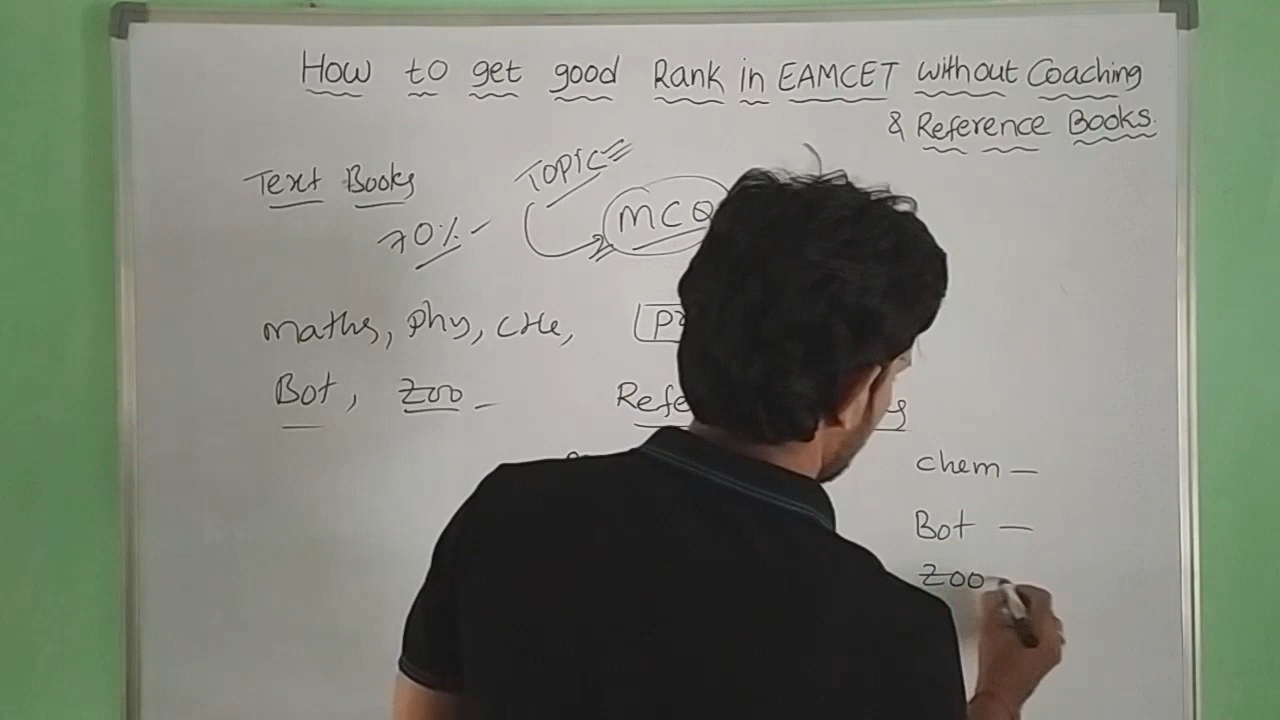 How to get good Rank in EAMCET without Coaching
& Reference Books.
Text Books
70%
TOPIC
MCQ
maths, phy, CHe,
Bot, Zoo
chem -
Bot -
Zoo